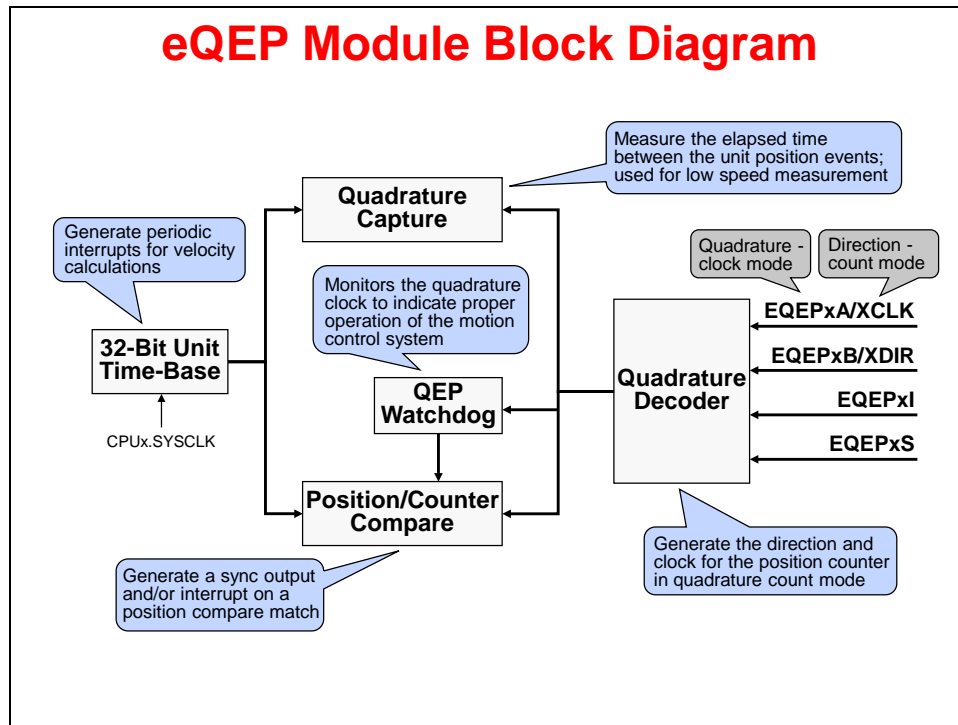 eQEP Module Block Diagram
Measure the elapsed time
between the unit position events;
used for low speed measurement
Quadrature
Capture
Generate periodic
interrupts for velocity
calculations
Quadrature -
clock mode
Direction -
count mode
Monitors the quadrature
clock to indicate proper
operation of the motion
control system
EQEPxA/XCLK
32-Bit Unit
Time-Base
EQEPxB/XDIR
Quadrature
Decoder
QEP
Watchdog
EQEPxI
CPUx.SYSCLK
EQEPxS
Position/Counter
Compare
Generate the direction and
clock for the position counter
in quadrature count mode
Generate a sync output
and/or interrupt on a
position compare match